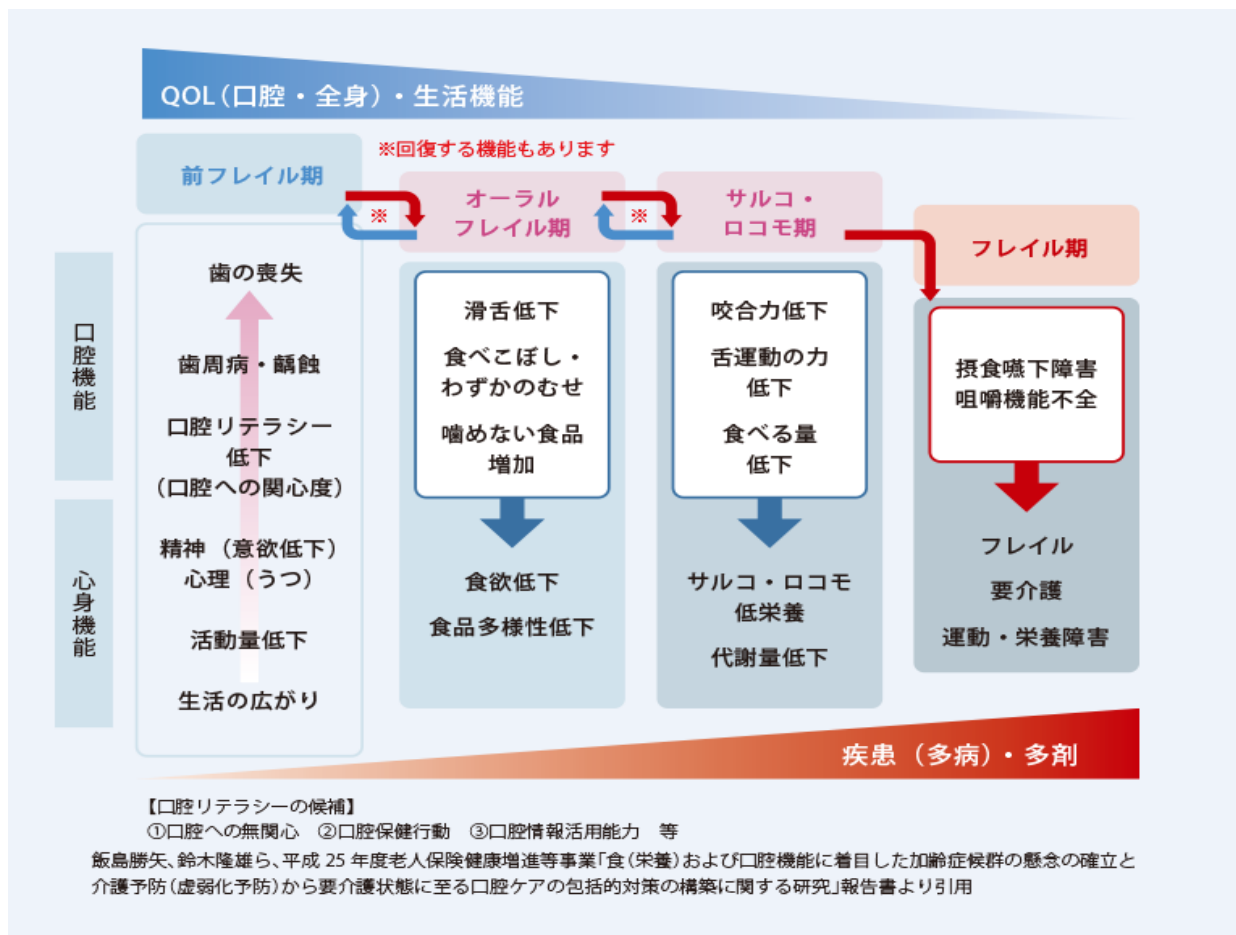 QOL（口腔・全身）・生活機能
※回復する機能もあります
前フレイル期
※
オーラル
フレイル期
※
サルコ・
ロコモ期
フレイル期
口腔機能
心身機能
歯の喪失
歯周病・齲蝕
口腔リテラシー
低下
（口腔への関心度）
精神（意欲低下）
心理（うつ）
活動量低下
生活の広がり
滑舌低下
食べこぼし・
わずかのむせ
噛めない食品
増加
食欲低下
食品多様性低下
咬合力低下
舌運動の力
低下
食べる量
低下
サルコ・ロコモ
低栄養
代謝量低下
摂食嚥下障害
咀嚼機能不全
フレイル
要介護
運動・栄養障害
疾患（多病）・多剤
【口腔リテラシーの候補】
①口腔への無関心　②口腔保健行動　③口腔情報活用能力　等
飯島勝矢、鈴木隆雄ら、平成25年度老人保険健康増進等事業「食（栄養）および口腔機能に着目した加齢症候群の懸念の確立と
介護予防（虚弱化予防）から要介護状態に至る口腔ケアの包括的対策の構築に関する研究」報告書より引用